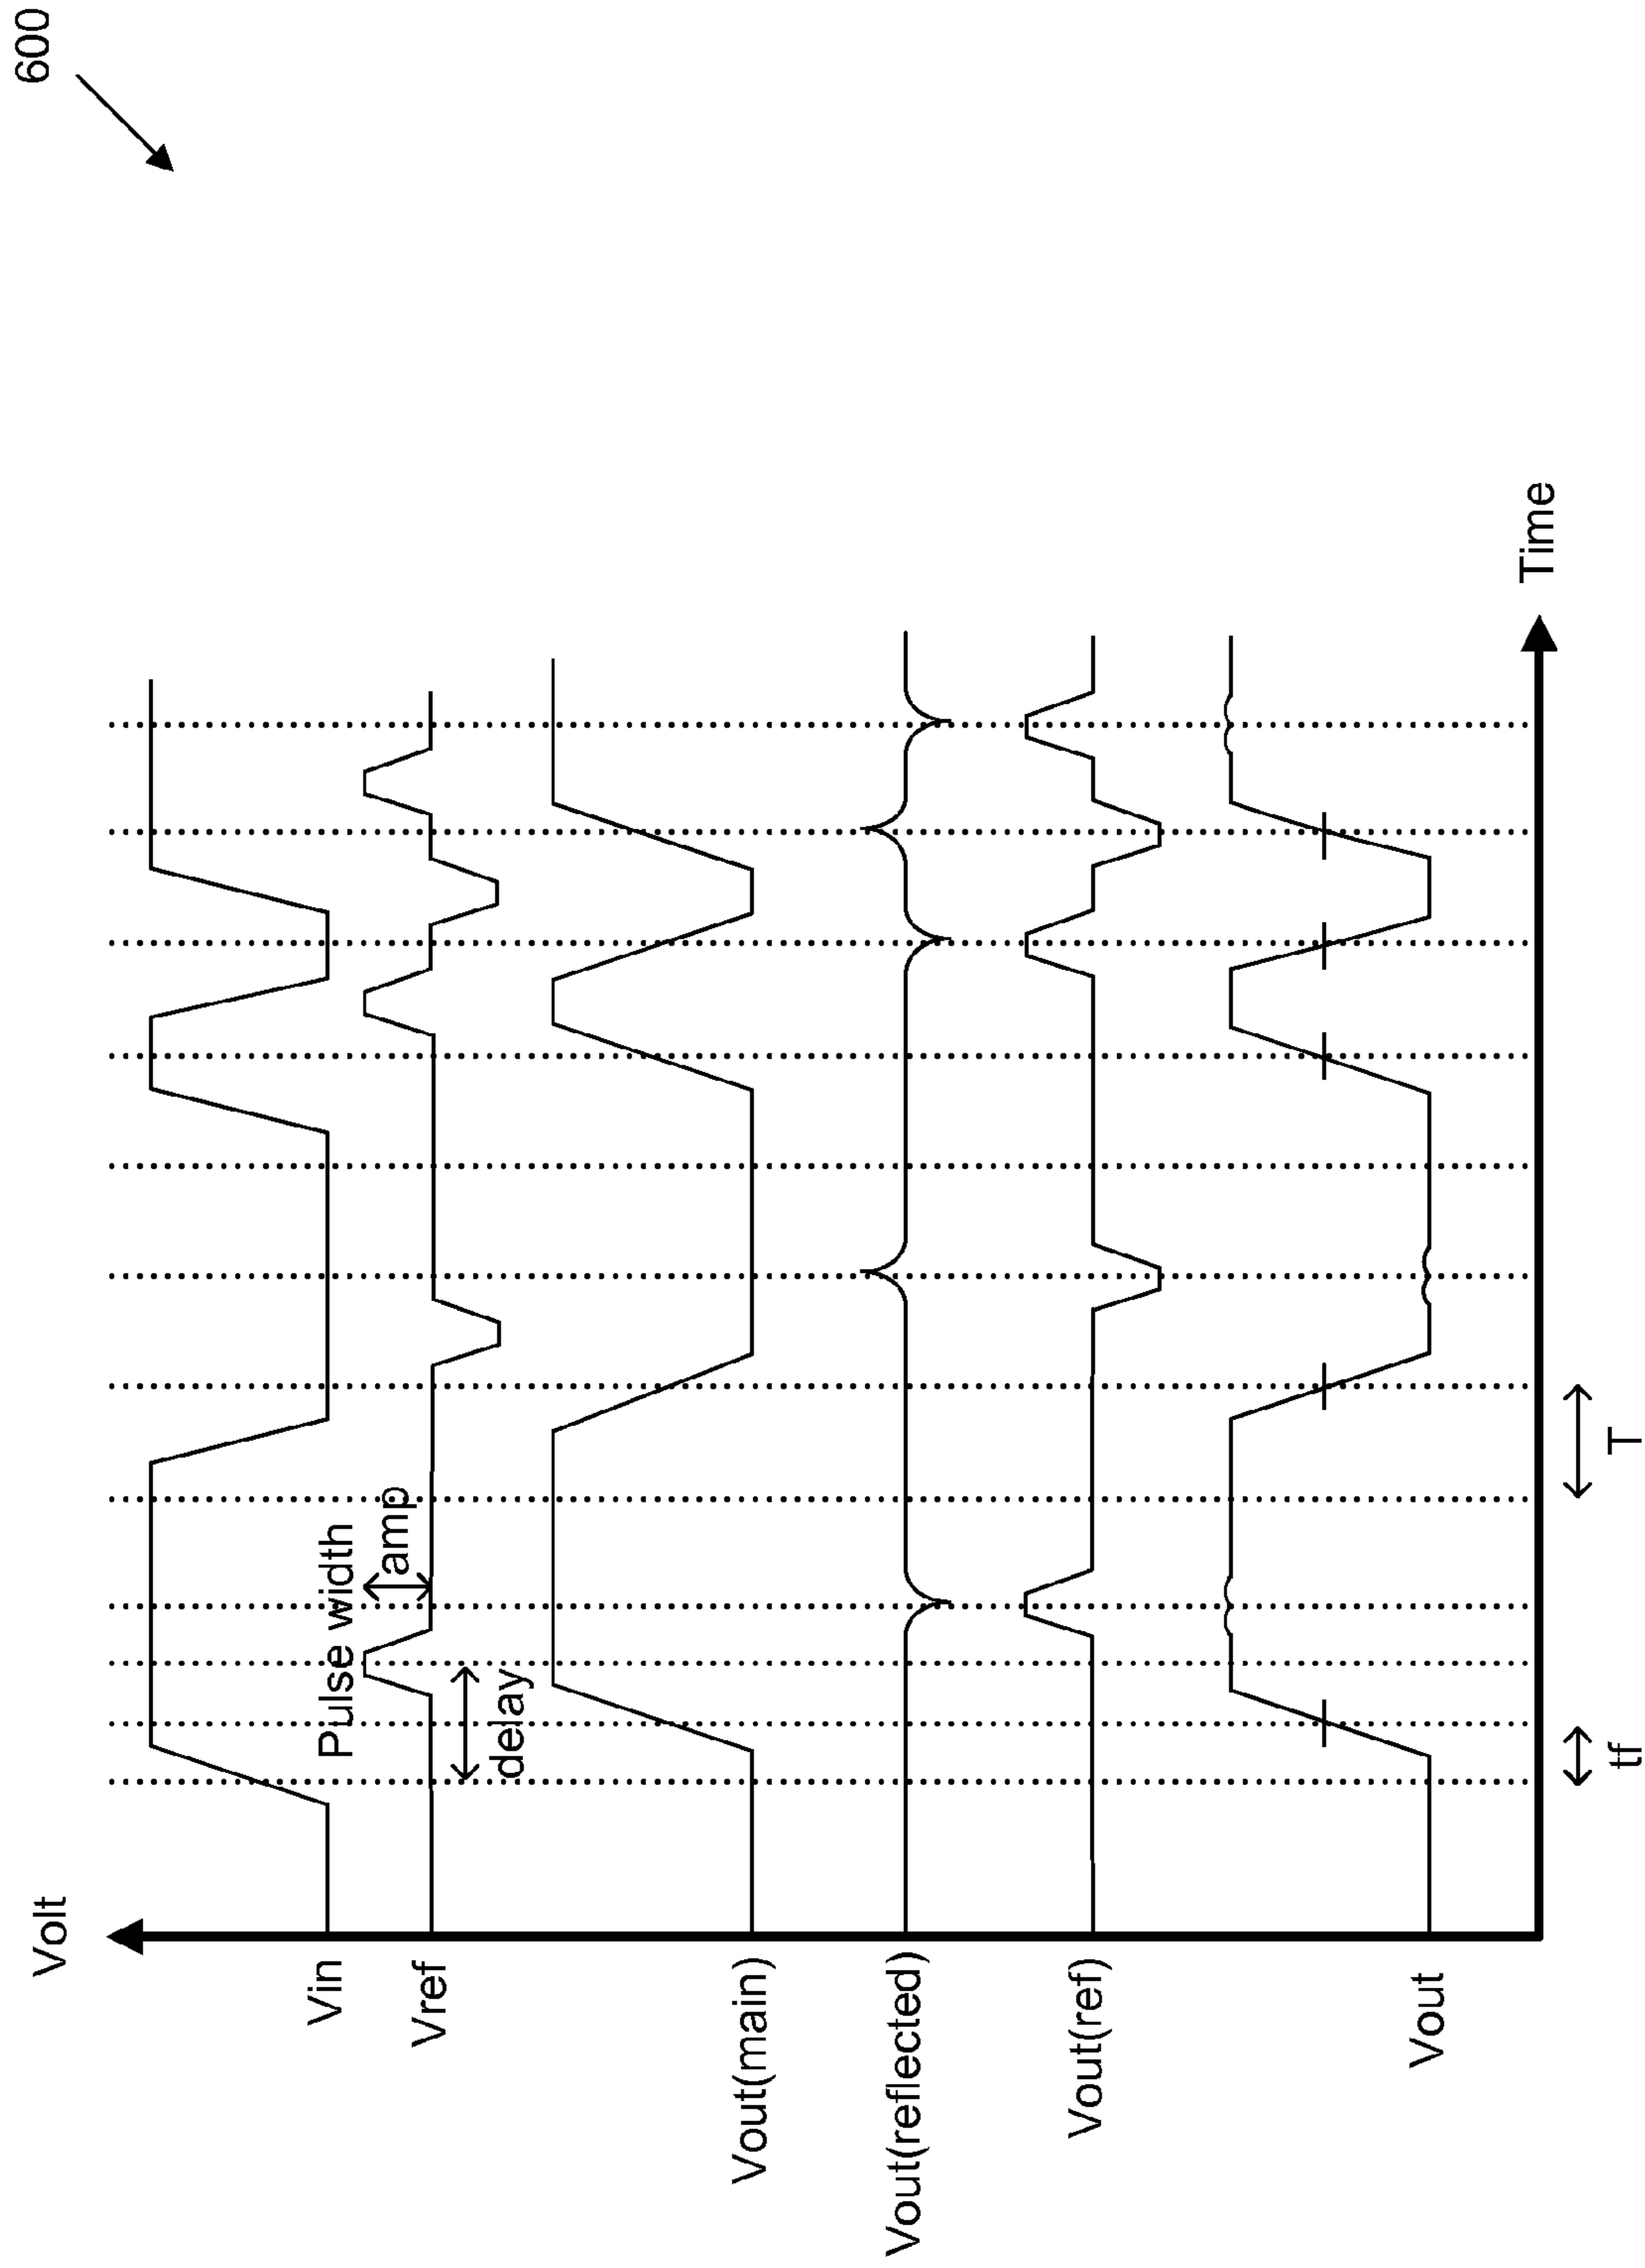 600
Volt
Vin
Pulse width
amp
Vref
delay
Vout(main)
Vout(reflected)
Vout(ref)
Vout
Time
tf
T